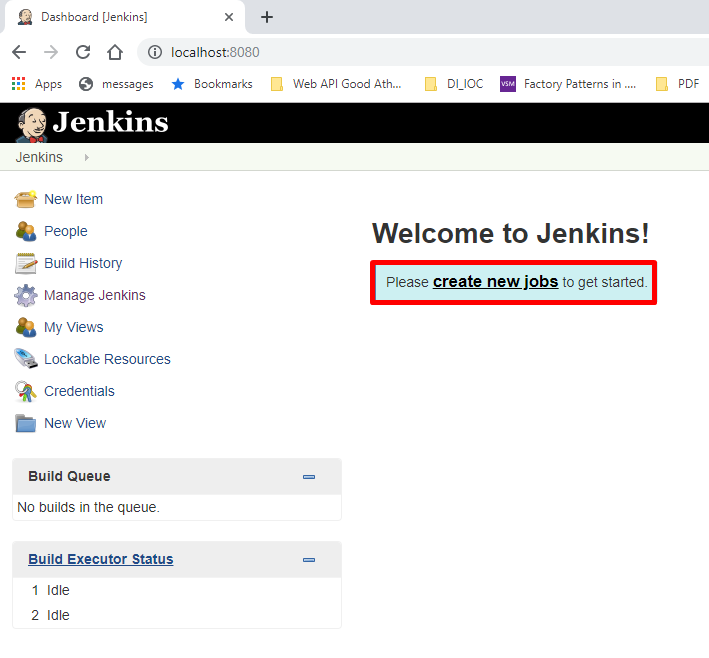 Dashboard [Jenkins]
localhost:8080
Apps messages Bookmarks Web API Good Ath... DI_IOC VSM Factory Patterns in .... PDF
Jenkins
Jenkins
New Item
People
Build History
Manage Jenkins
My Views
Lockable Resources
Credentials
New View
Welcome to Jenkins!
Please create new jobs to get started.
Build Queue
No builds in the queue.
Build Executor Status
1 Idle
2 Idle